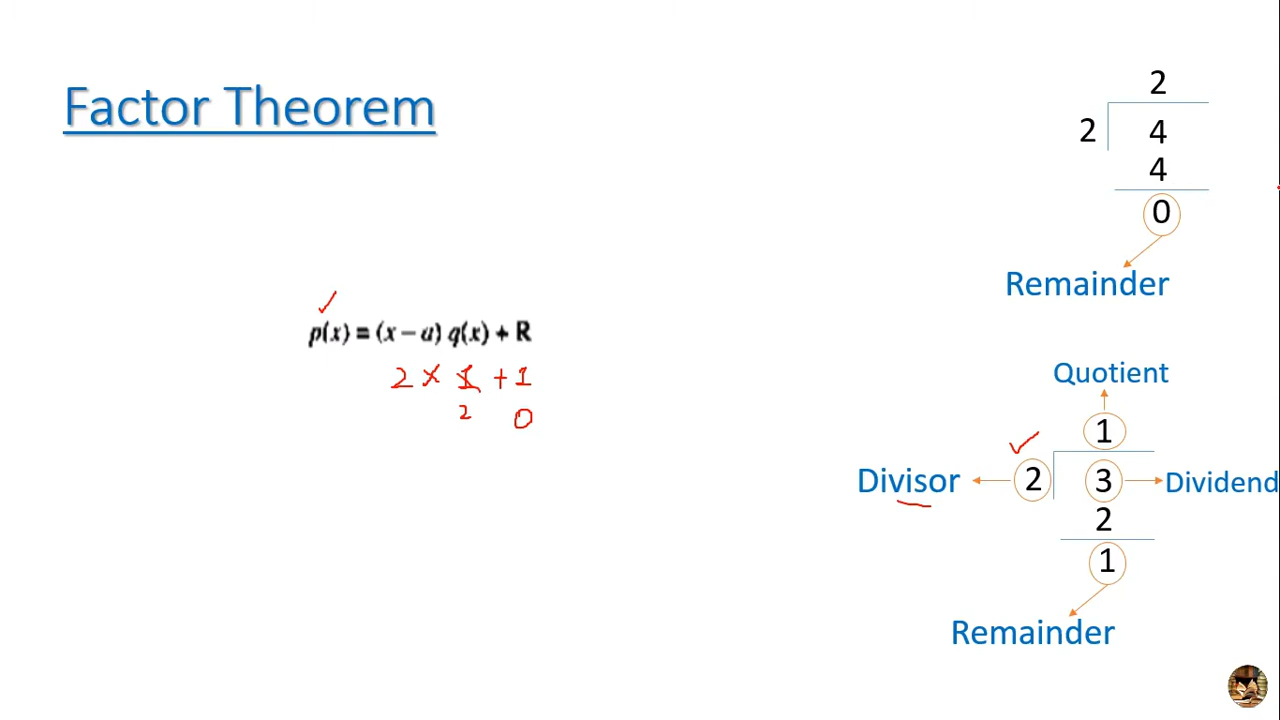 Factor Theorem
p(x) = (x – a) q(x) + R
2 × 1 + 1
2 0
2
2 4
4
0
Remainder
Quotient
1
Divisor 2 3 Dividend
2
1
Remainder